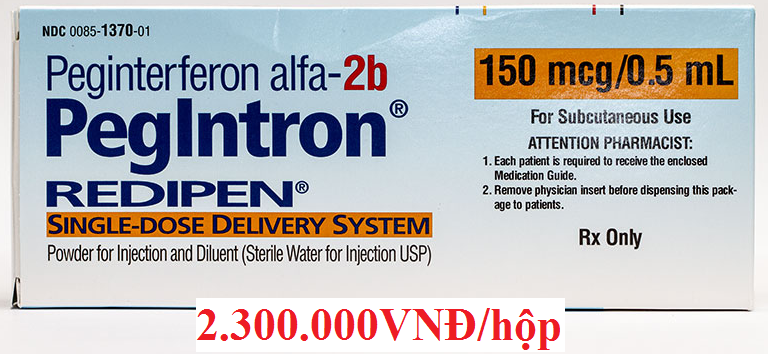 NDC 0085-1370-01
Peginterferon alfa-2b
PegIntron®
REDIPEN®
SINGLE-DOSE DELIVERY SYSTEM
Powder for Injection and Diluent (Sterile Water for Injection USP)
150 mcg/0.5 mL
For Subcutaneous Use
ATTENTION PHARMACIST:
1. Each patient is required to receive the enclosed
Medication Guide.
2. Remove physician insert before dispensing this pack-
age to patients.
Rx Only
2.300.000VNĐ/hộp